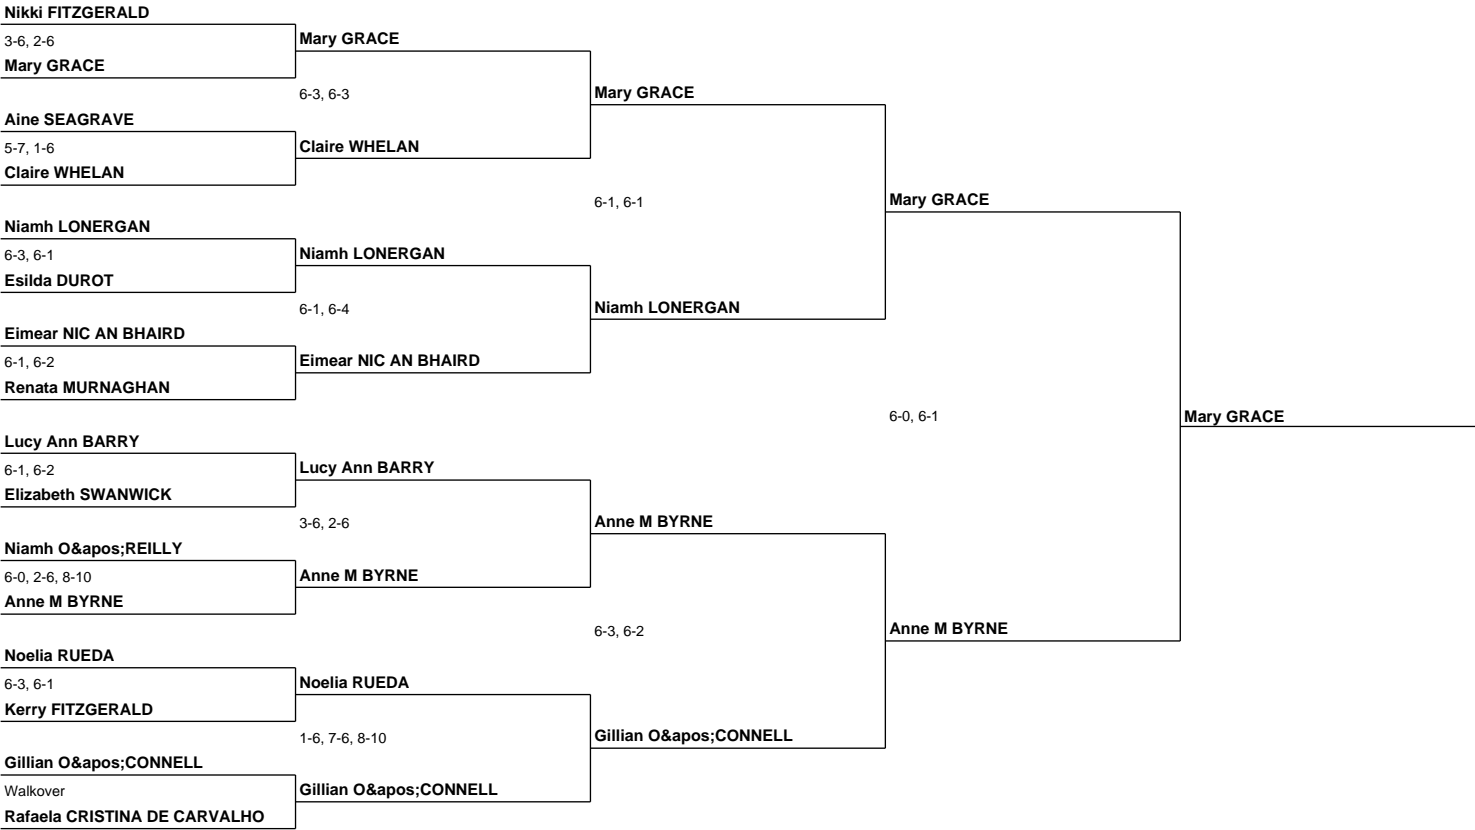 Nikki FITZGERALD
3-6, 2-6
Mary GRACE
Aine SEAGRAVE
5-7, 1-6
Claire WHELAN
Niamh LONERGAN
6-3, 6-1
Esilda DUROT
Eimear NIC AN BHAIRD
6-1, 6-2
Renata MURNAGHAN
Lucy Ann BARRY
6-1, 6-2
Elizabeth SWANWICK
Niamh O&apos;REILLY
6-0, 2-6, 8-10
Anne M BYRNE
Noelia RUEDA
6-3, 6-1
Kerry FITZGERALD
Gillian O&apos;CONNELL
Walkover
Rafaela CRISTINA DE CARVALHO
Mary GRACE
6-3, 6-3
Claire WHELAN
Niamh LONERGAN
6-1, 6-4
Eimear NIC AN BHAIRD
Lucy Ann BARRY
3-6, 2-6
Anne M BYRNE
Noelia RUEDA
1-6, 7-6, 8-10
Gillian O&apos;CONNELL
Mary GRACE
6-1, 6-1
Niamh LONERGAN
Anne M BYRNE
6-3, 6-2
Gillian O&apos;CONNELL
Mary GRACE
6-0, 6-1
Anne M BYRNE
Mary GRACE